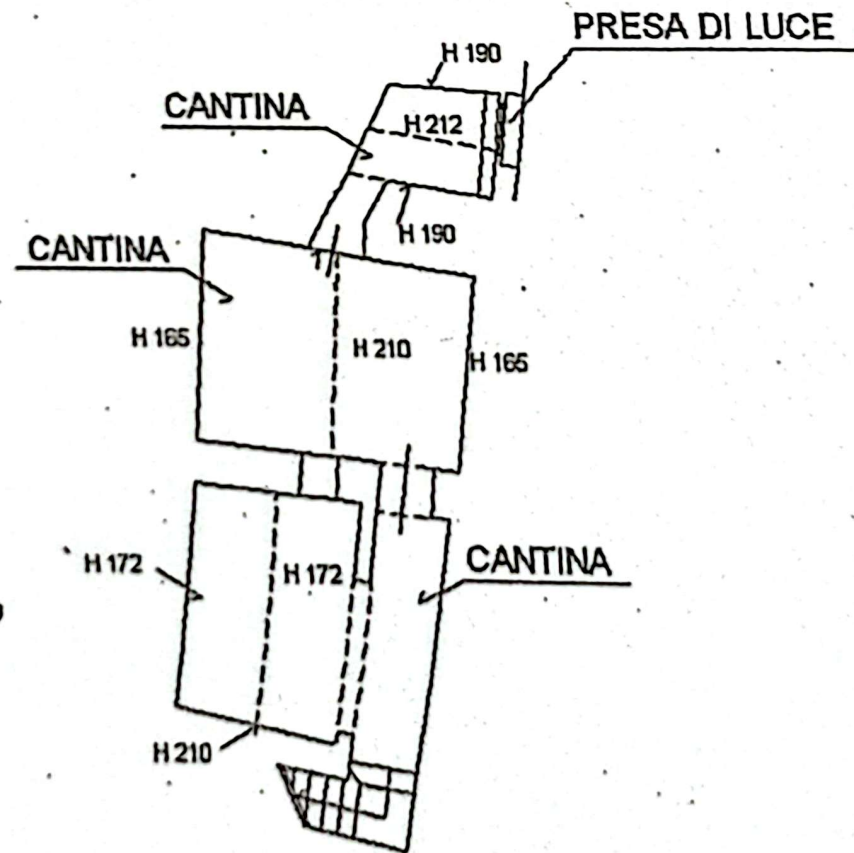 PRESA DI LUCE
H 190
CANTINA
H 212
H 190
CANTINA
H 165
H 210
H 165
H 172
H 172
CANTINA
H 210